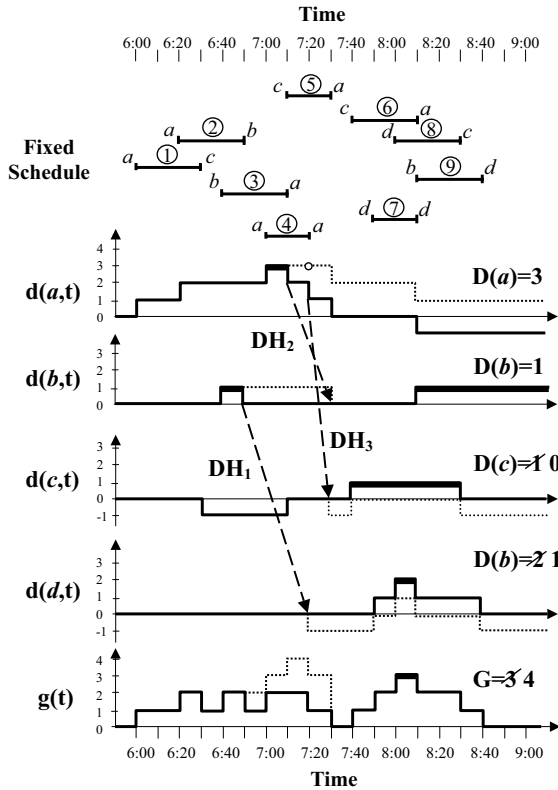 Time
6:00 6:20 6:40 7:00 7:20 7:40 8:00 8:20 8:40 9:00
c ⑤ a
c ⑥ a
a ② b d ⑧ c
Fixed Schedule
a ① c b ⑨ d
b ③ a
a ④ a d ⑦ d
4
3
2
1
0
d(a,t)
D(a)=3
DH2
3
2
1
0
d(b,t)
D(b)=1
DH3
DH1
3
2
1
0
-1
d(c,t)
D(c)=1 0
3
2
1
0
-1
d(d,t)
D(b)=2 1
4
3
2
1
0
g(t)
G=3 4
6:00 6:20 6:40 7:00 7:20 7:40 8:00 8:20 8:40 9:00
Time